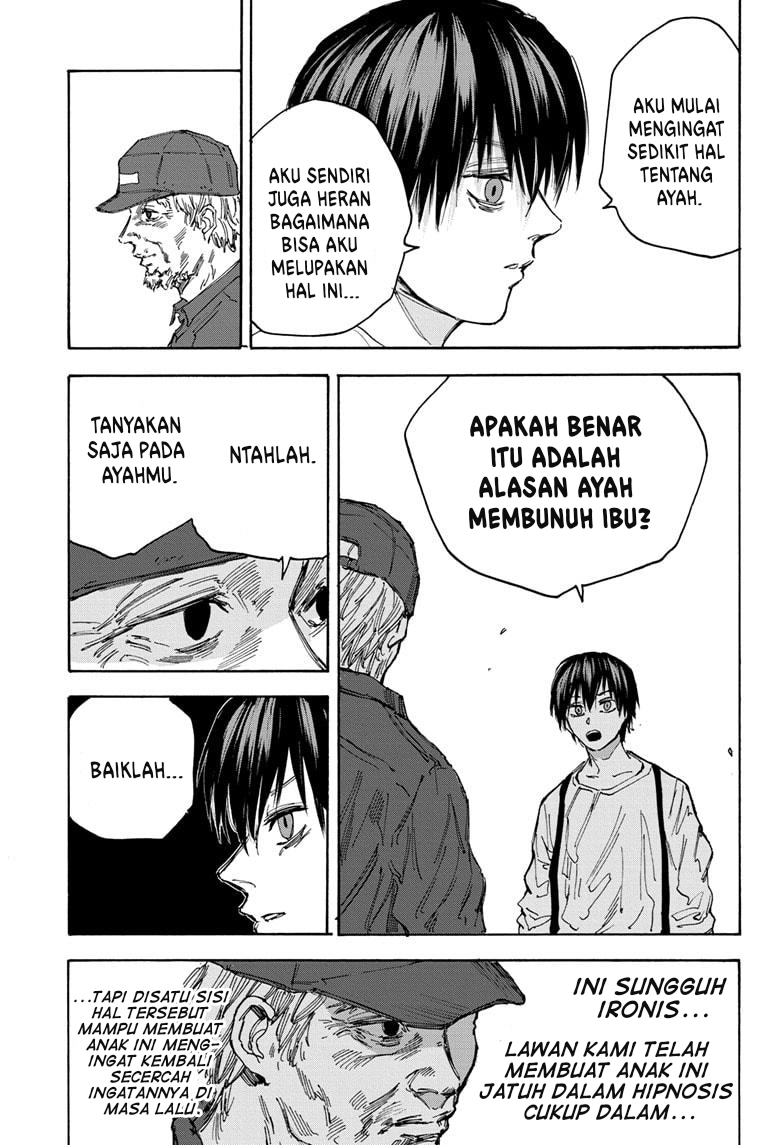 AKU MULAI
MENGINGAT
SEDIKIT HAL
TENTANG
AYAH.
AKU SENDIRI
JUGA HERAN
BAGAIMANA
BISA AKU
MELUPAKAN
HAL INI...
APAKAH BENAR
ITU ADALAH
ALASAN AYAH
MEMBUNUH IBU?
NTAHLAH.
TANYAKAN
SAJA PADA
AYAHMU.
BAIKLAH...
INI SUNGGUH
IRONIS...
LAWAN KAMI TELAH
MEMBUAT ANAK INI
JATUH DALAM HIPNOSIS
CUKUP DALAM...
...TAPI DISATU SISI
HAL TERSEBUT
MAMPU MEMBUAT
ANAK INI MENG-
INGAT KEMBALI
SECERCAH
INGATANNYA DI
MASA LALU.